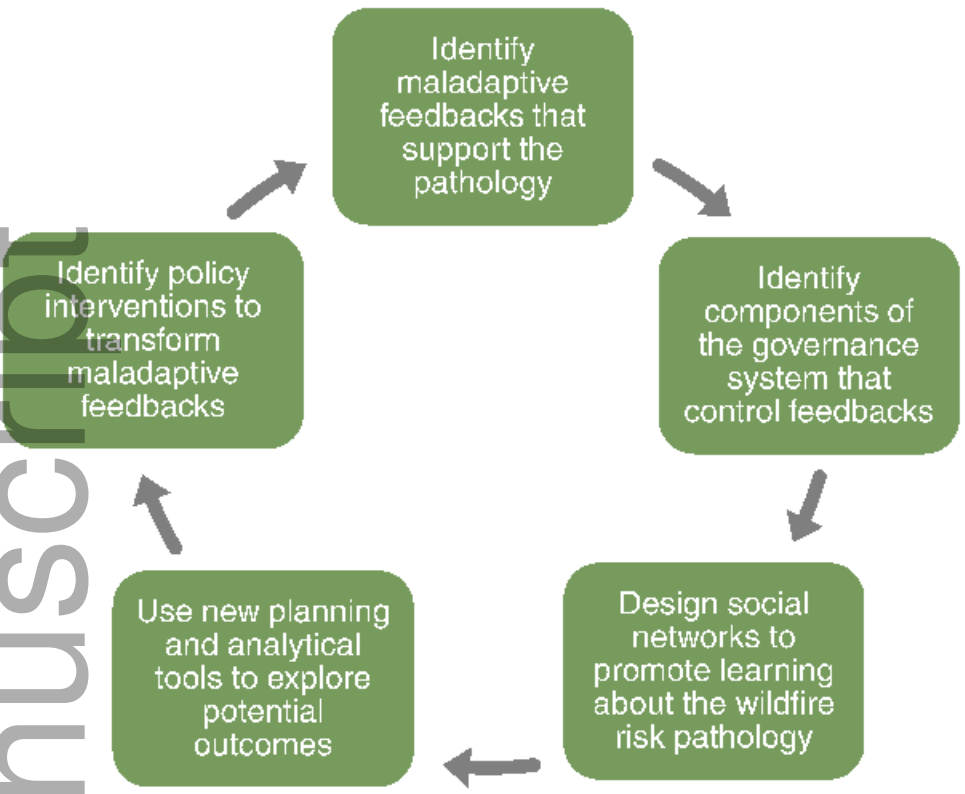 Identify
maladaptive
feedbacks that
support the
pathology
Identify
components of
the governance
system that
control feedbacks
Design social
networks to
promote learning
about the wildfire
risk pathology
Use new planning
and analytical
tools to explore
potential
outcomes
Identify policy
interventions to
transform
maladaptive
feedbacks
nuscript